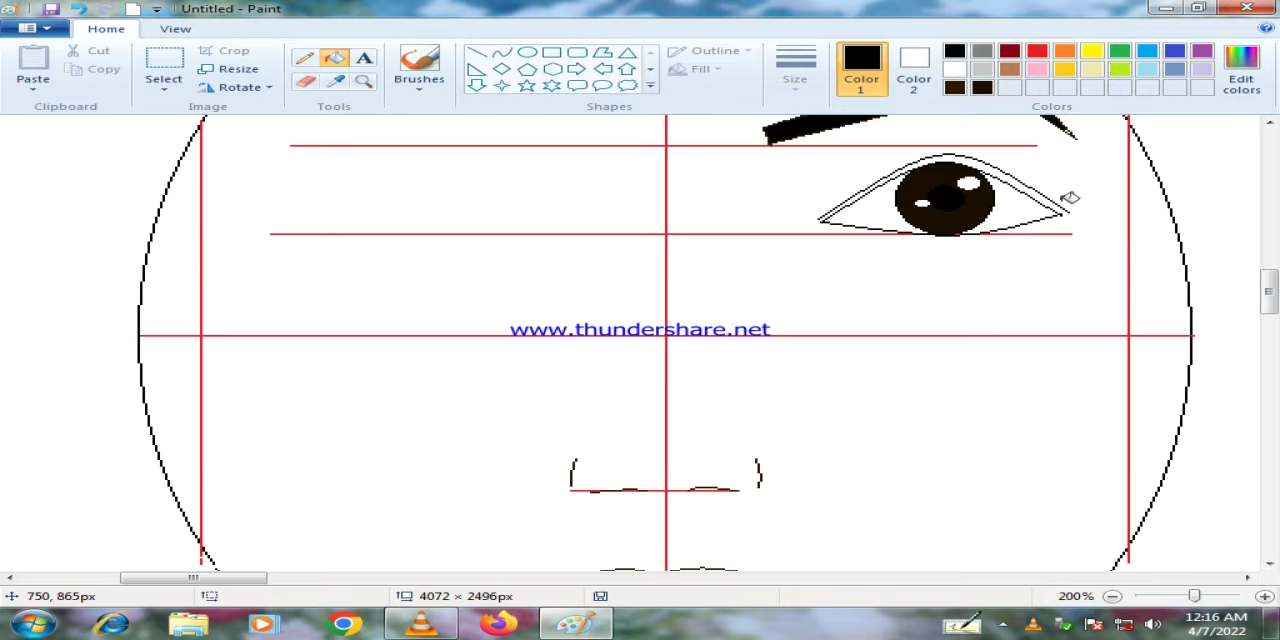 Untitled - Paint
Home View
Paste
Cut
Copy
Clipboard
Select
Crop
Resize
Rotate
Image
A
Tools
Brushes
Shapes
Outline
Fill
Size
Color 1
Color 2
Edit colors
Colors
www.thundershare.net
750, 865px
4072 × 2496px
200%
12:16 AM
4/7/2022